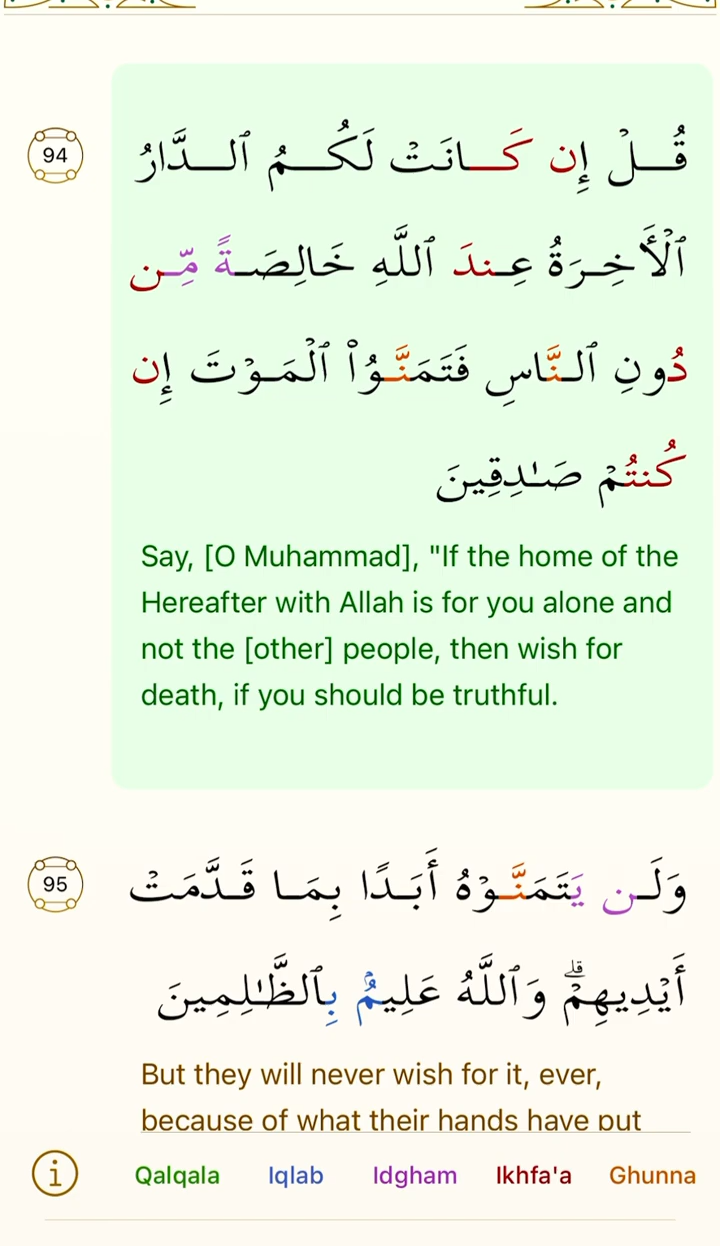 94
قُلْ إِن كَانَتْ لَكُمُ ٱلدَّارُ
ٱلْأَخِرَةُ عِندَ ٱللَّهِ خَالِصَةً مِّن
دُونِ ٱلنَّاسِ فَتَمَنَّوُا۟ ٱلْمَوْتَ إِن
كُنتُمْ صَـٰدِقِينَ
Say, [O Muhammad], "If the home of the
Hereafter with Allah is for you alone and
not the [other] people, then wish for
death, if you should be truthful.
95
وَلَن يَتَمَنَّوْهُ أَبَدًا بِمَا قَدَّمَتْ
أَيْدِيهِمْ ۗ وَٱللَّهُ عَلِيمٌۢ بِٱلظَّـٰلِمِينَ
But they will never wish for it, ever,
because of what their hands have put
Qalqala Iqlab Idgham Ikhfa'a Ghunna